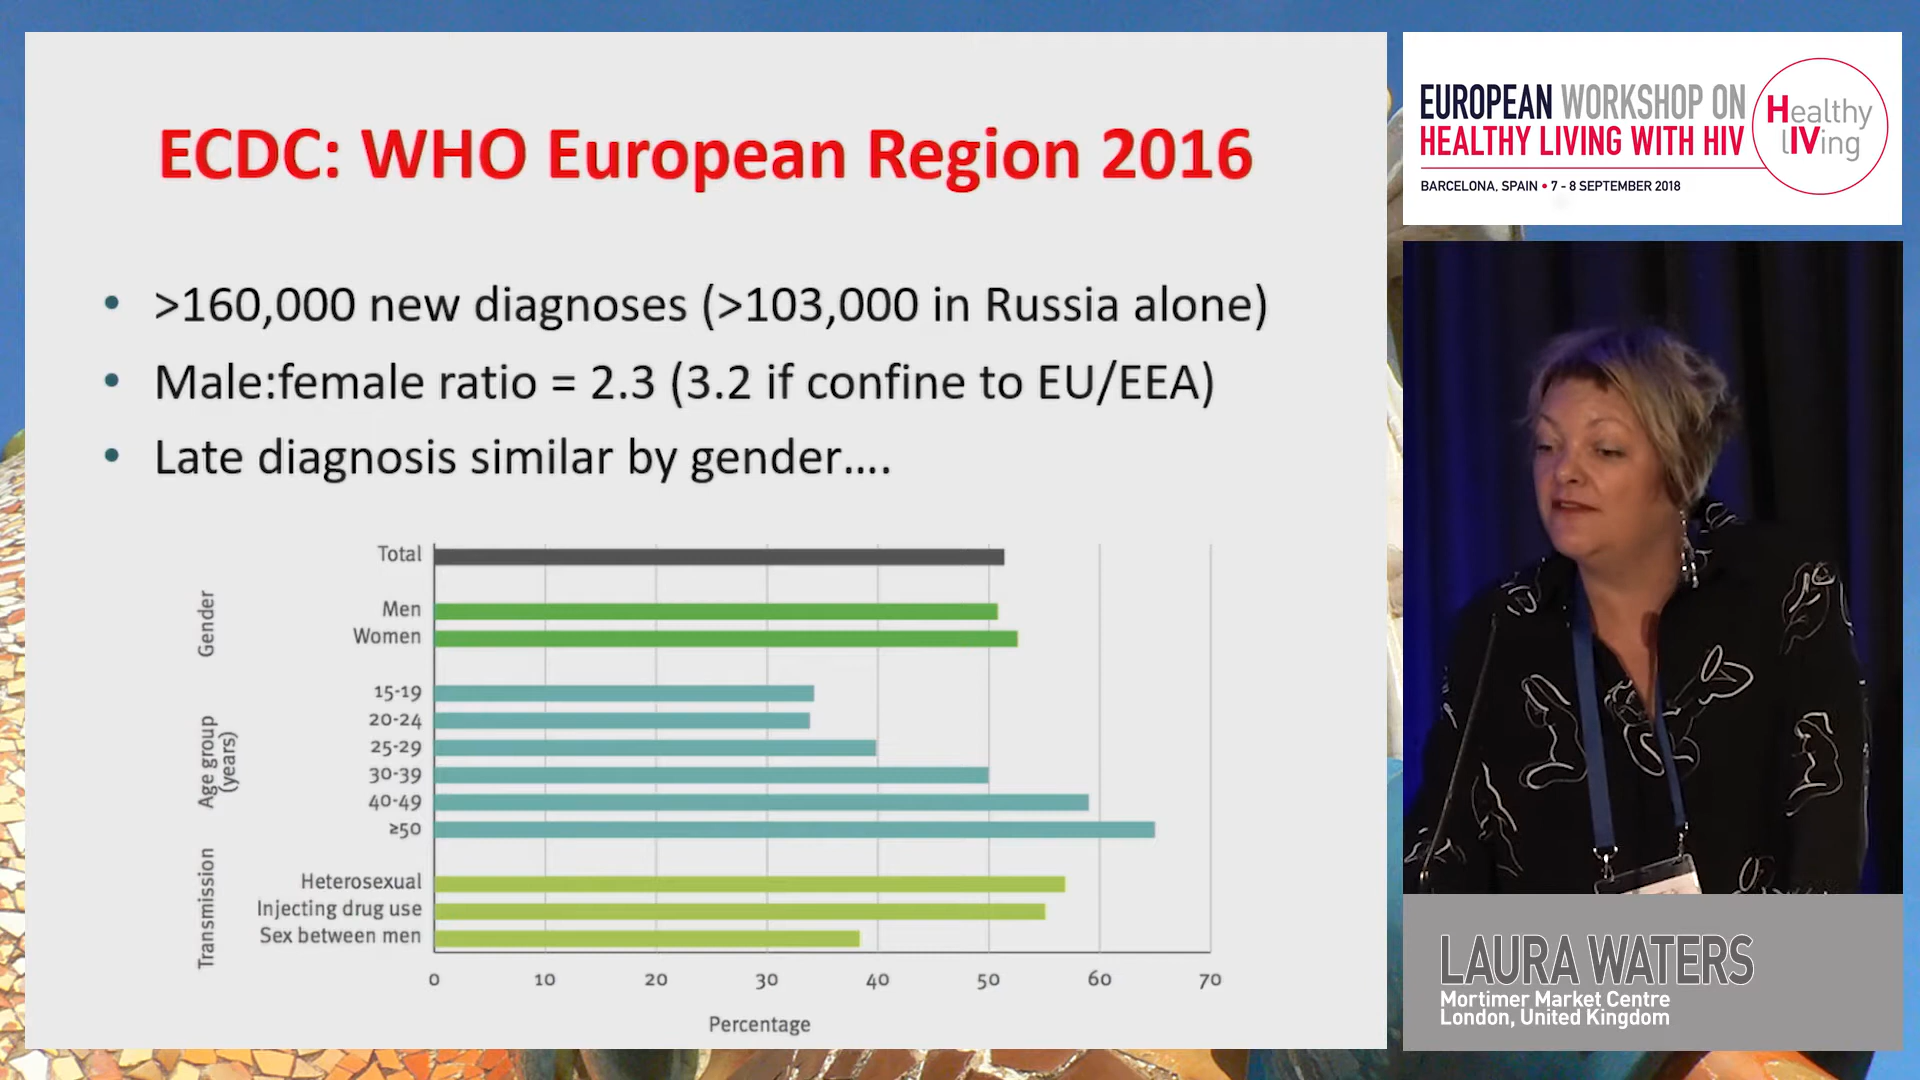 ECDC: WHO European Region 2016
• >160,000 new diagnoses (>103,000 in Russia alone)
• Male:female ratio = 2.3 (3.2 if confine to EU/EEA)
• Late diagnosis similar by gender....
Total
Gender
Men
Women
Age group
(years)
15-19
20-24
25-29
30-39
40-49
≥50
Transmission
Heterosexual
Injecting drug use
Sex between men
0 10 20 30 40 50 60 70
Percentage
EUROPEAN WORKSHOP ON
HEALTHY LIVING WITH HIV
BARCELONA, SPAIN • 7 - 8 SEPTEMBER 2018
Healthy
lIVing
LAURA WATERS
Mortimer Market Centre
London, United Kingdom